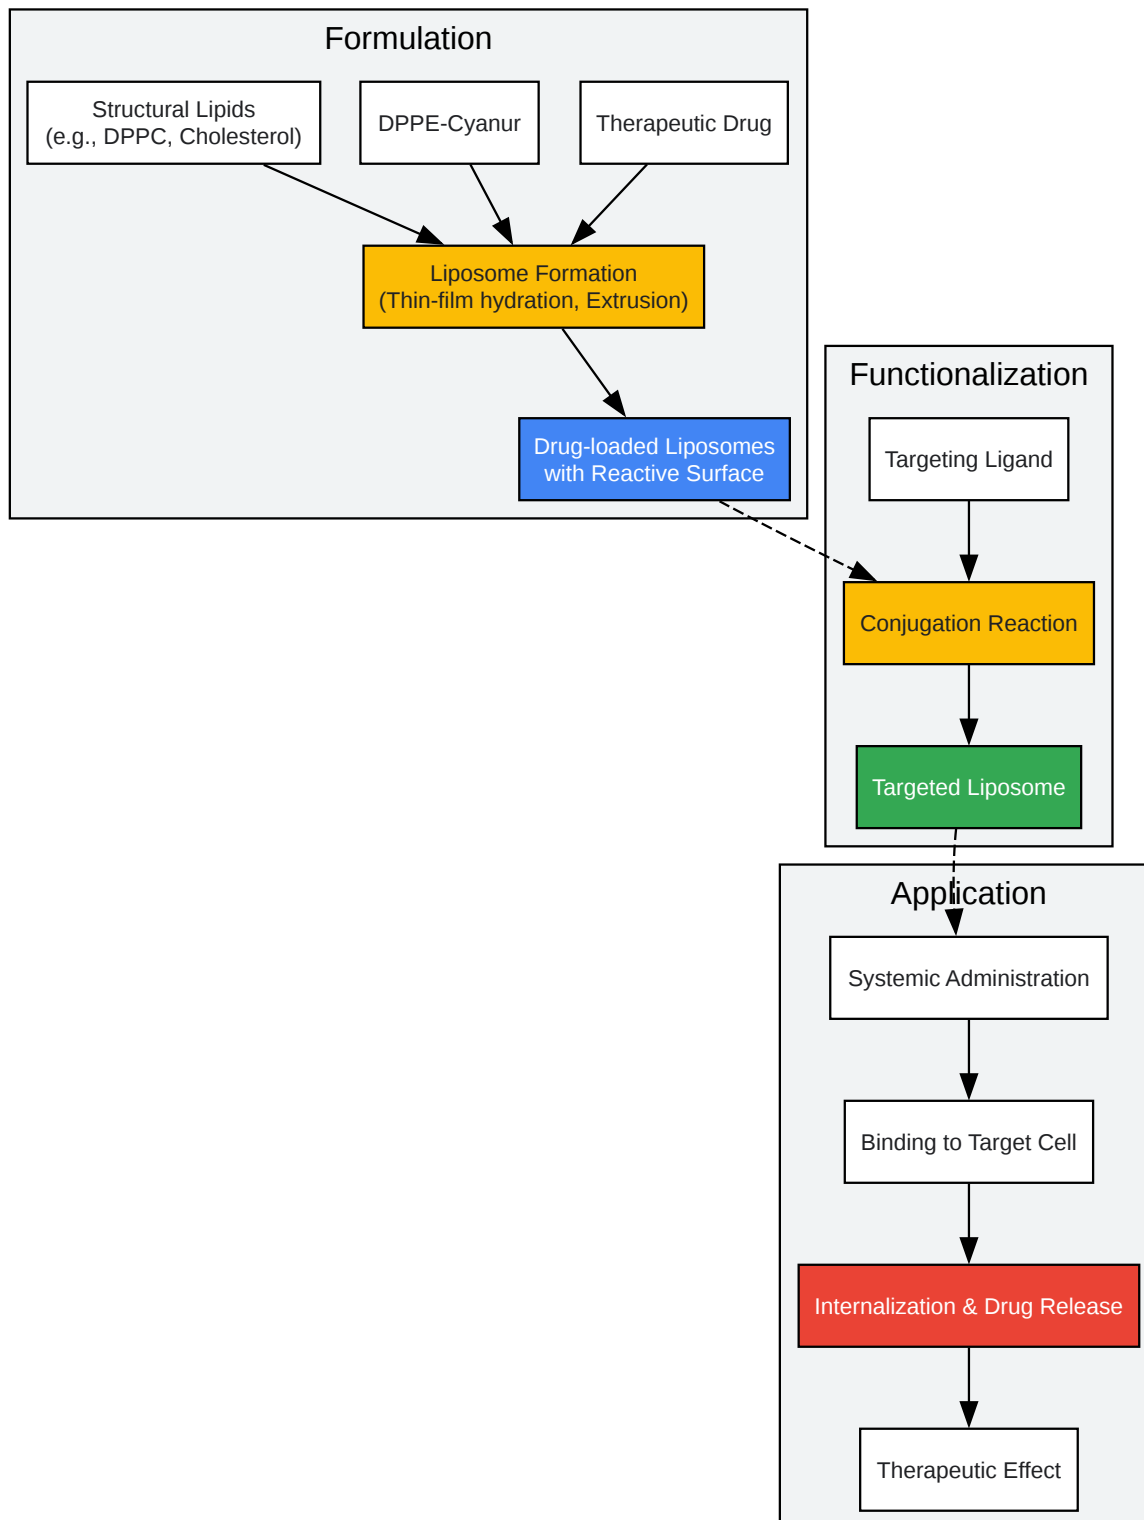 Formulation
Structural Lipids
(e.g., DPPC, Cholesterol)
DPPE-Cyanur
Therapeutic Drug
Liposome Formation
(Thin-film hydration, Extrusion)
Drug-loaded Liposomes
with Reactive Surface
Functionalization
Targeting Ligand
Conjugation Reaction
Targeted Liposome
Application
Systemic Administration
Binding to Target Cell
Internalization & Drug Release
Therapeutic Effect